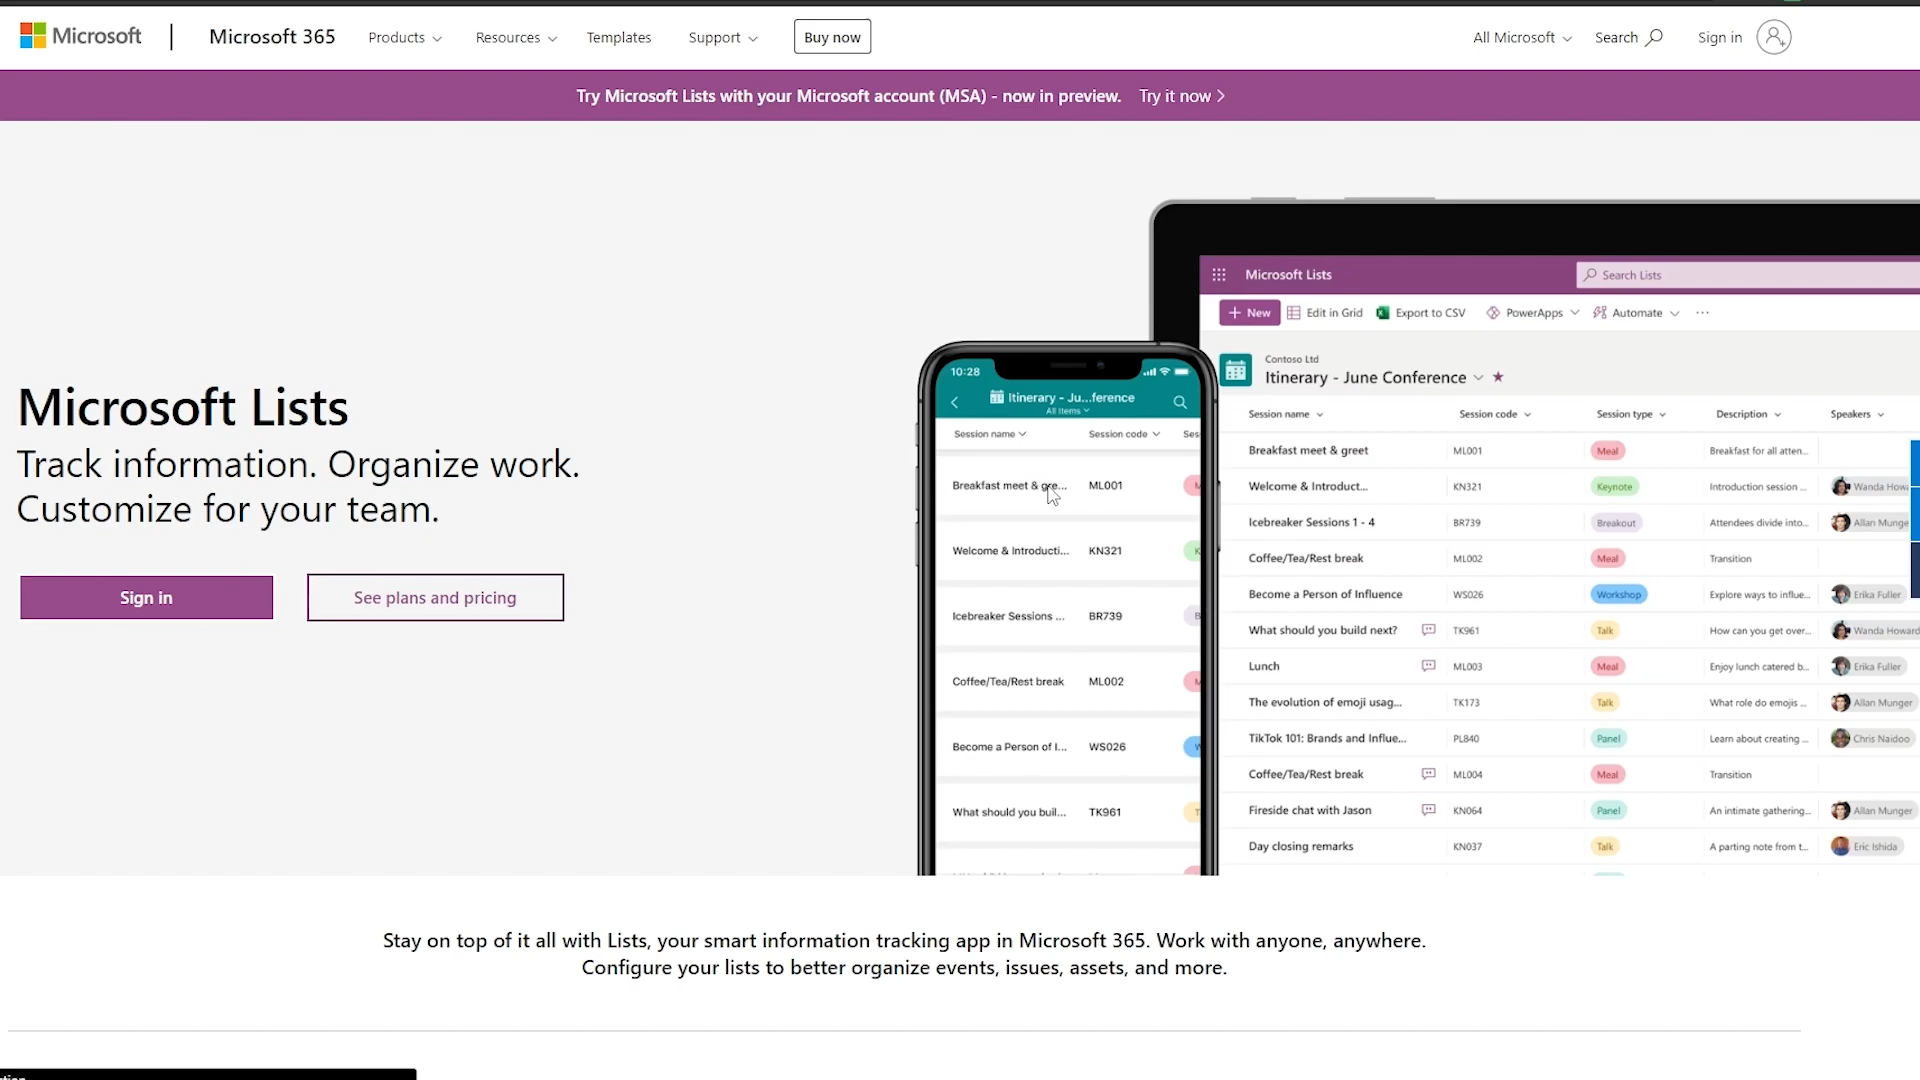 Microsoft
Microsoft 365
Products
Resources
Templates
Support
Buy now
All Microsoft
Search
Sign in
Try Microsoft Lists with your Microsoft account (MSA) - now in preview. Try it now
Microsoft Lists
Track information. Organize work.
Customize for your team.
Sign in
See plans and pricing
10:28
Itinerary - Ju...ference
All Items
Session name
Session code
Ses
Breakfast meet & gre... ML001
Welcome & Introducti... KN321
Icebreaker Sessions ... BR739
Coffee/Tea/Rest break ML002
Become a Person of I... WS026
What should you buil... TK961
Microsoft Lists
Search Lists
New
Edit in Grid
Export to CSV
PowerApps
Automate
Contoso Ltd
Itinerary - June Conference
Session name Session code Session type Description Speakers
Breakfast meet & greet ML001 Meal Breakfast for all atten...
Welcome & Introduct... KN321 Keynote Introduction session ... Wanda How
Icebreaker Sessions 1 - 4 BR739 Breakout Attendees divide into... Allan Munge
Coffee/Tea/Rest break ML002 Meal Transition
Become a Person of Influence WS026 Workshop Explore ways to influe... Erika Fuller
What should you build next? TK961 Talk How can you get over... Wanda Howard
Lunch ML003 Meal Enjoy lunch catered b... Erika Fuller
The evolution of emoji usag... TK173 Talk What role do emojis ... Allan Munger
TikTok 101: Brands and Influe... PL840 Panel Learn about creating ... Chris Naidoo
Coffee/Tea/Rest break ML004 Meal Transition
Fireside chat with Jason KN064 Panel An intimate gathering... Allan Munger
Day closing remarks KN037 Talk A parting note from t... Eric Ishida
Stay on top of it all with Lists, your smart information tracking app in Microsoft 365. Work with anyone, anywhere.
Configure your lists to better organize events, issues, assets, and more.